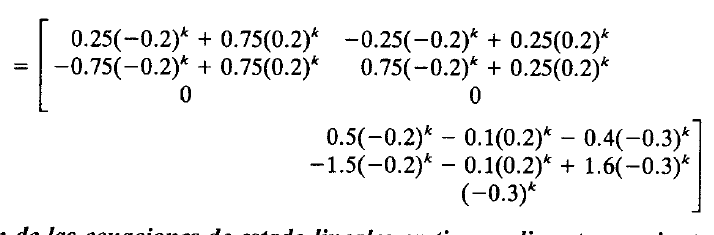 = [ 0.25(−0.2)^k + 0.75(0.2)^k −0.25(−0.2)^k + 0.25(0.2)^k
−0.75(−0.2)^k + 0.75(0.2)^k 0.75(−0.2)^k + 0.25(0.2)^k
0 0
0.5(−0.2)^k − 0.1(0.2)^k − 0.4(−0.3)^k
−1.5(−0.2)^k − 0.1(0.2)^k + 1.6(−0.3)^k
(−0.3)^k ]